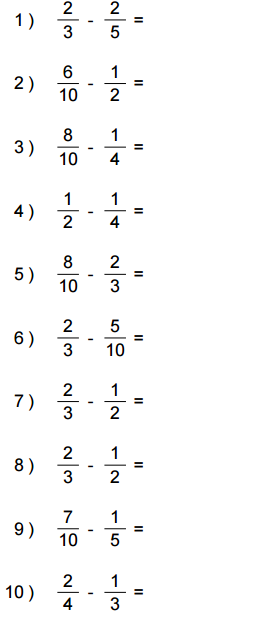 1) 2/3 - 2/5 =
2) 6/10 - 1/2 =
3) 8/10 - 1/4 =
4) 1/2 - 1/4 =
5) 8/10 - 2/3 =
6) 2/3 - 5/10 =
7) 2/3 - 1/2 =
8) 2/3 - 1/2 =
9) 7/10 - 1/5 =
10) 2/4 - 1/3 =